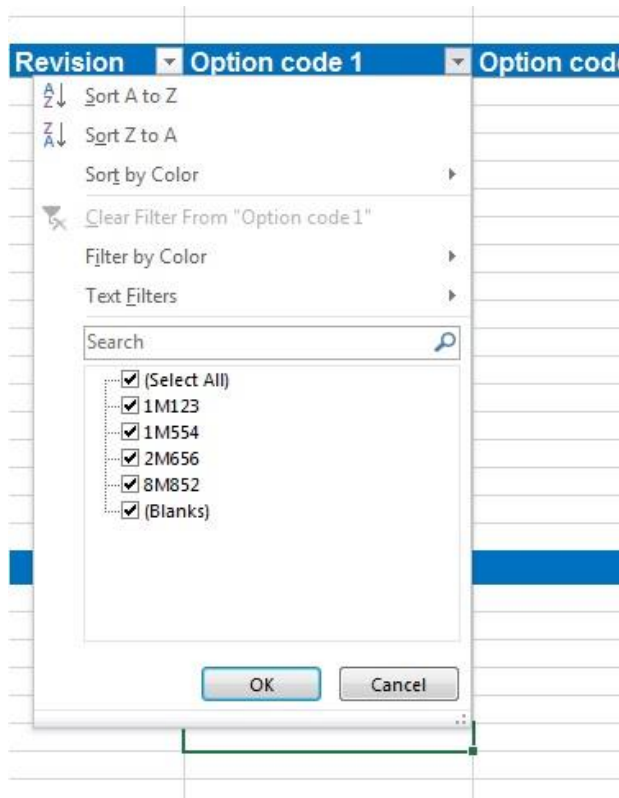 Revision Option code 1 Option code
Sort A to Z
Sort Z to A
Sort by Color
Clear Filter From "Option code 1"
Filter by Color
Text Filters
Search
(Select All)
1M123
1M554
2M656
8M852
(Blanks)
OK Cancel